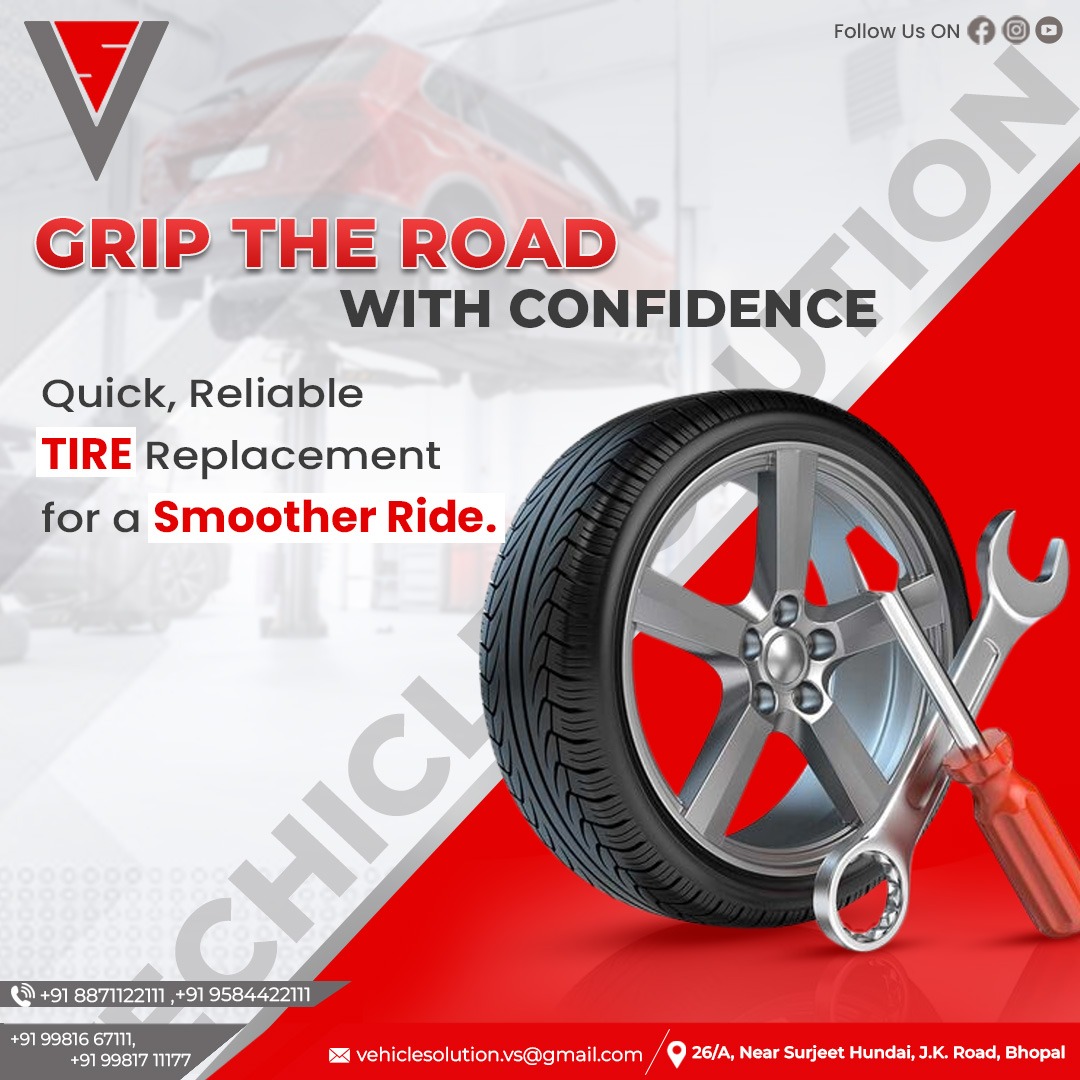 VS
Follow Us ON
GRIP THE ROAD
WITH CONFIDENCE
Quick, Reliable
TIRE Replacement
for a Smoother Ride.
+91 8871122111 ,+91 9584422111
+91 99816 67111,
+91 99817 11177
vehiclesolution.vs@gmail.com
26/A, Near Surjeet Hundai, J.K. Road, Bhopal